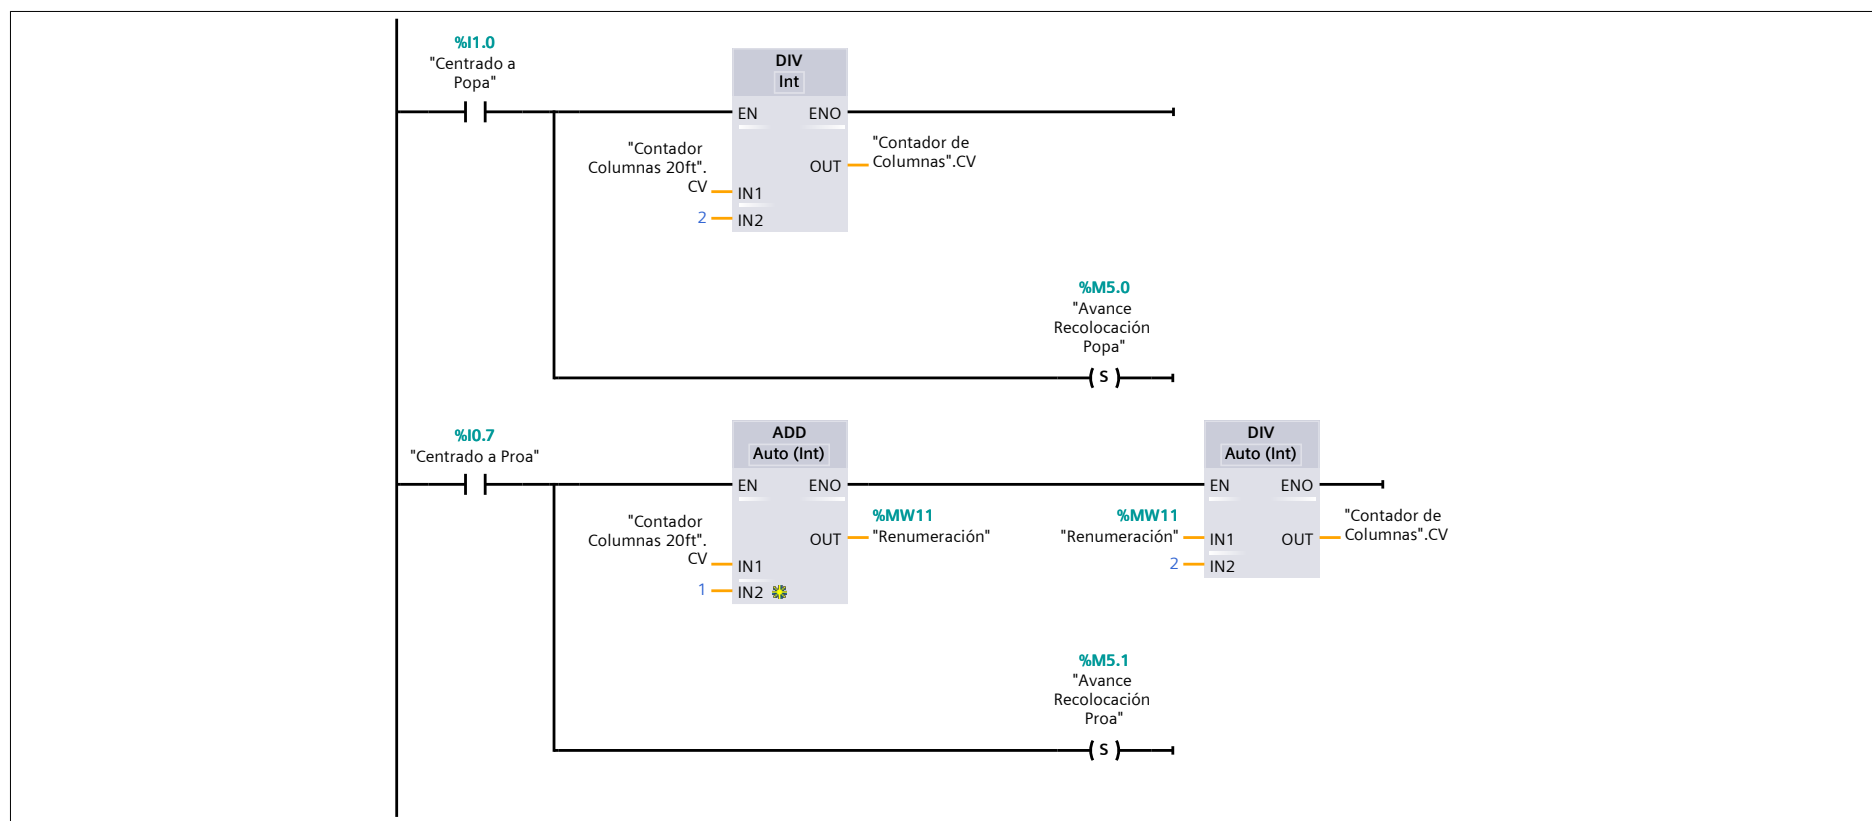 %I1.0
"Centrado a
Popa"
DIV
Int
EN
ENO
"Contador
Columnas 20ft".
CV
IN1
2
IN2
OUT
"Contador de
Columnas".CV
%M5.0
"Avance
Recolocación
Popa"
S
%I0.7
"Centrado a Proa"
ADD
Auto (Int)
EN
ENO
"Contador
Columnas 20ft".
CV
IN1
1
IN2
OUT
%MW11
"Renumeración"
DIV
Auto (Int)
EN
ENO
%MW11
"Renumeración"
IN1
2
IN2
OUT
"Contador de
Columnas".CV
%M5.1
"Avance
Recolocación
Proa"
S